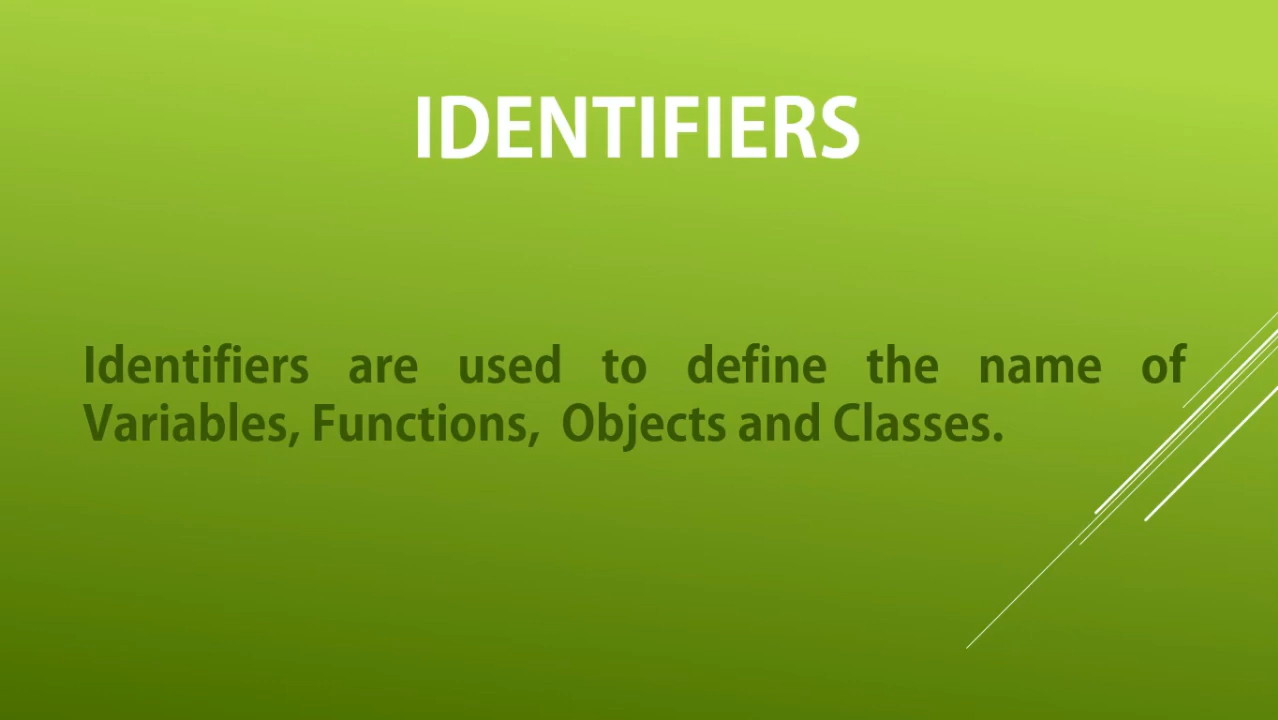 IDENTIFIERS
Identifiers are used to define the name of
Variables, Functions, Objects and Classes.